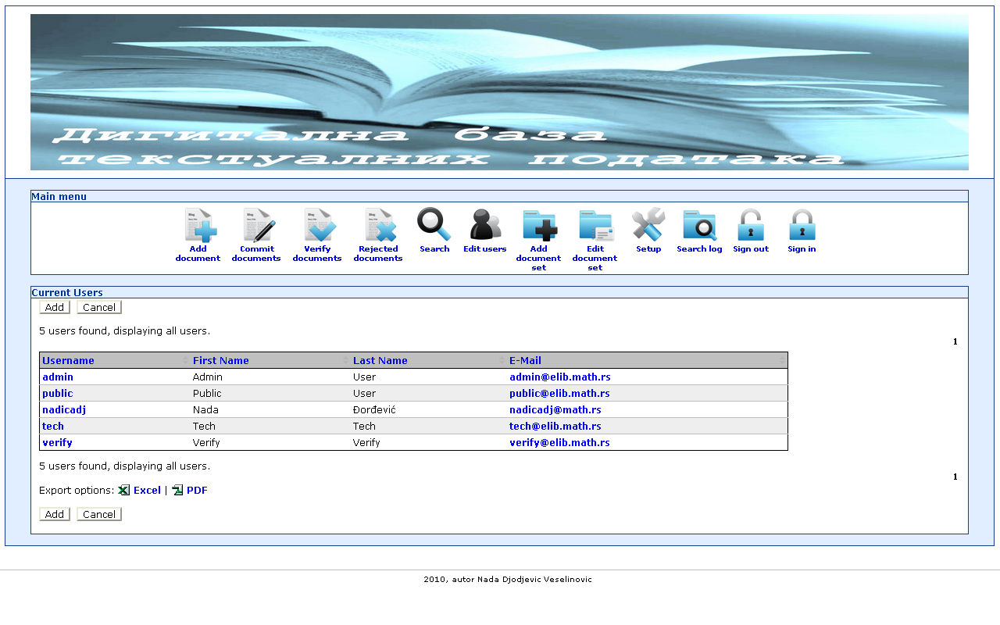 Дигитална база
текстуалних података
Main menu
Add document
Commit documents
Verify documents
Rejected documents
Search
Edit users
Add document set
Edit document set
Setup
Search log
Sign out
Sign in
Current Users
Add Cancel
5 users found, displaying all users.
1
Username First Name Last Name E-Mail
admin Admin User admin@elib.math.rs
public Public User public@elib.math.rs
nadicadj Nada Đorđević nadicadj@math.rs
tech Tech Tech tech@elib.math.rs
verify Verify Verify verify@elib.math.rs
5 users found, displaying all users.
1
Export options: Excel | PDF
Add Cancel
2010, autor Nada Djodjevic Veselinovic